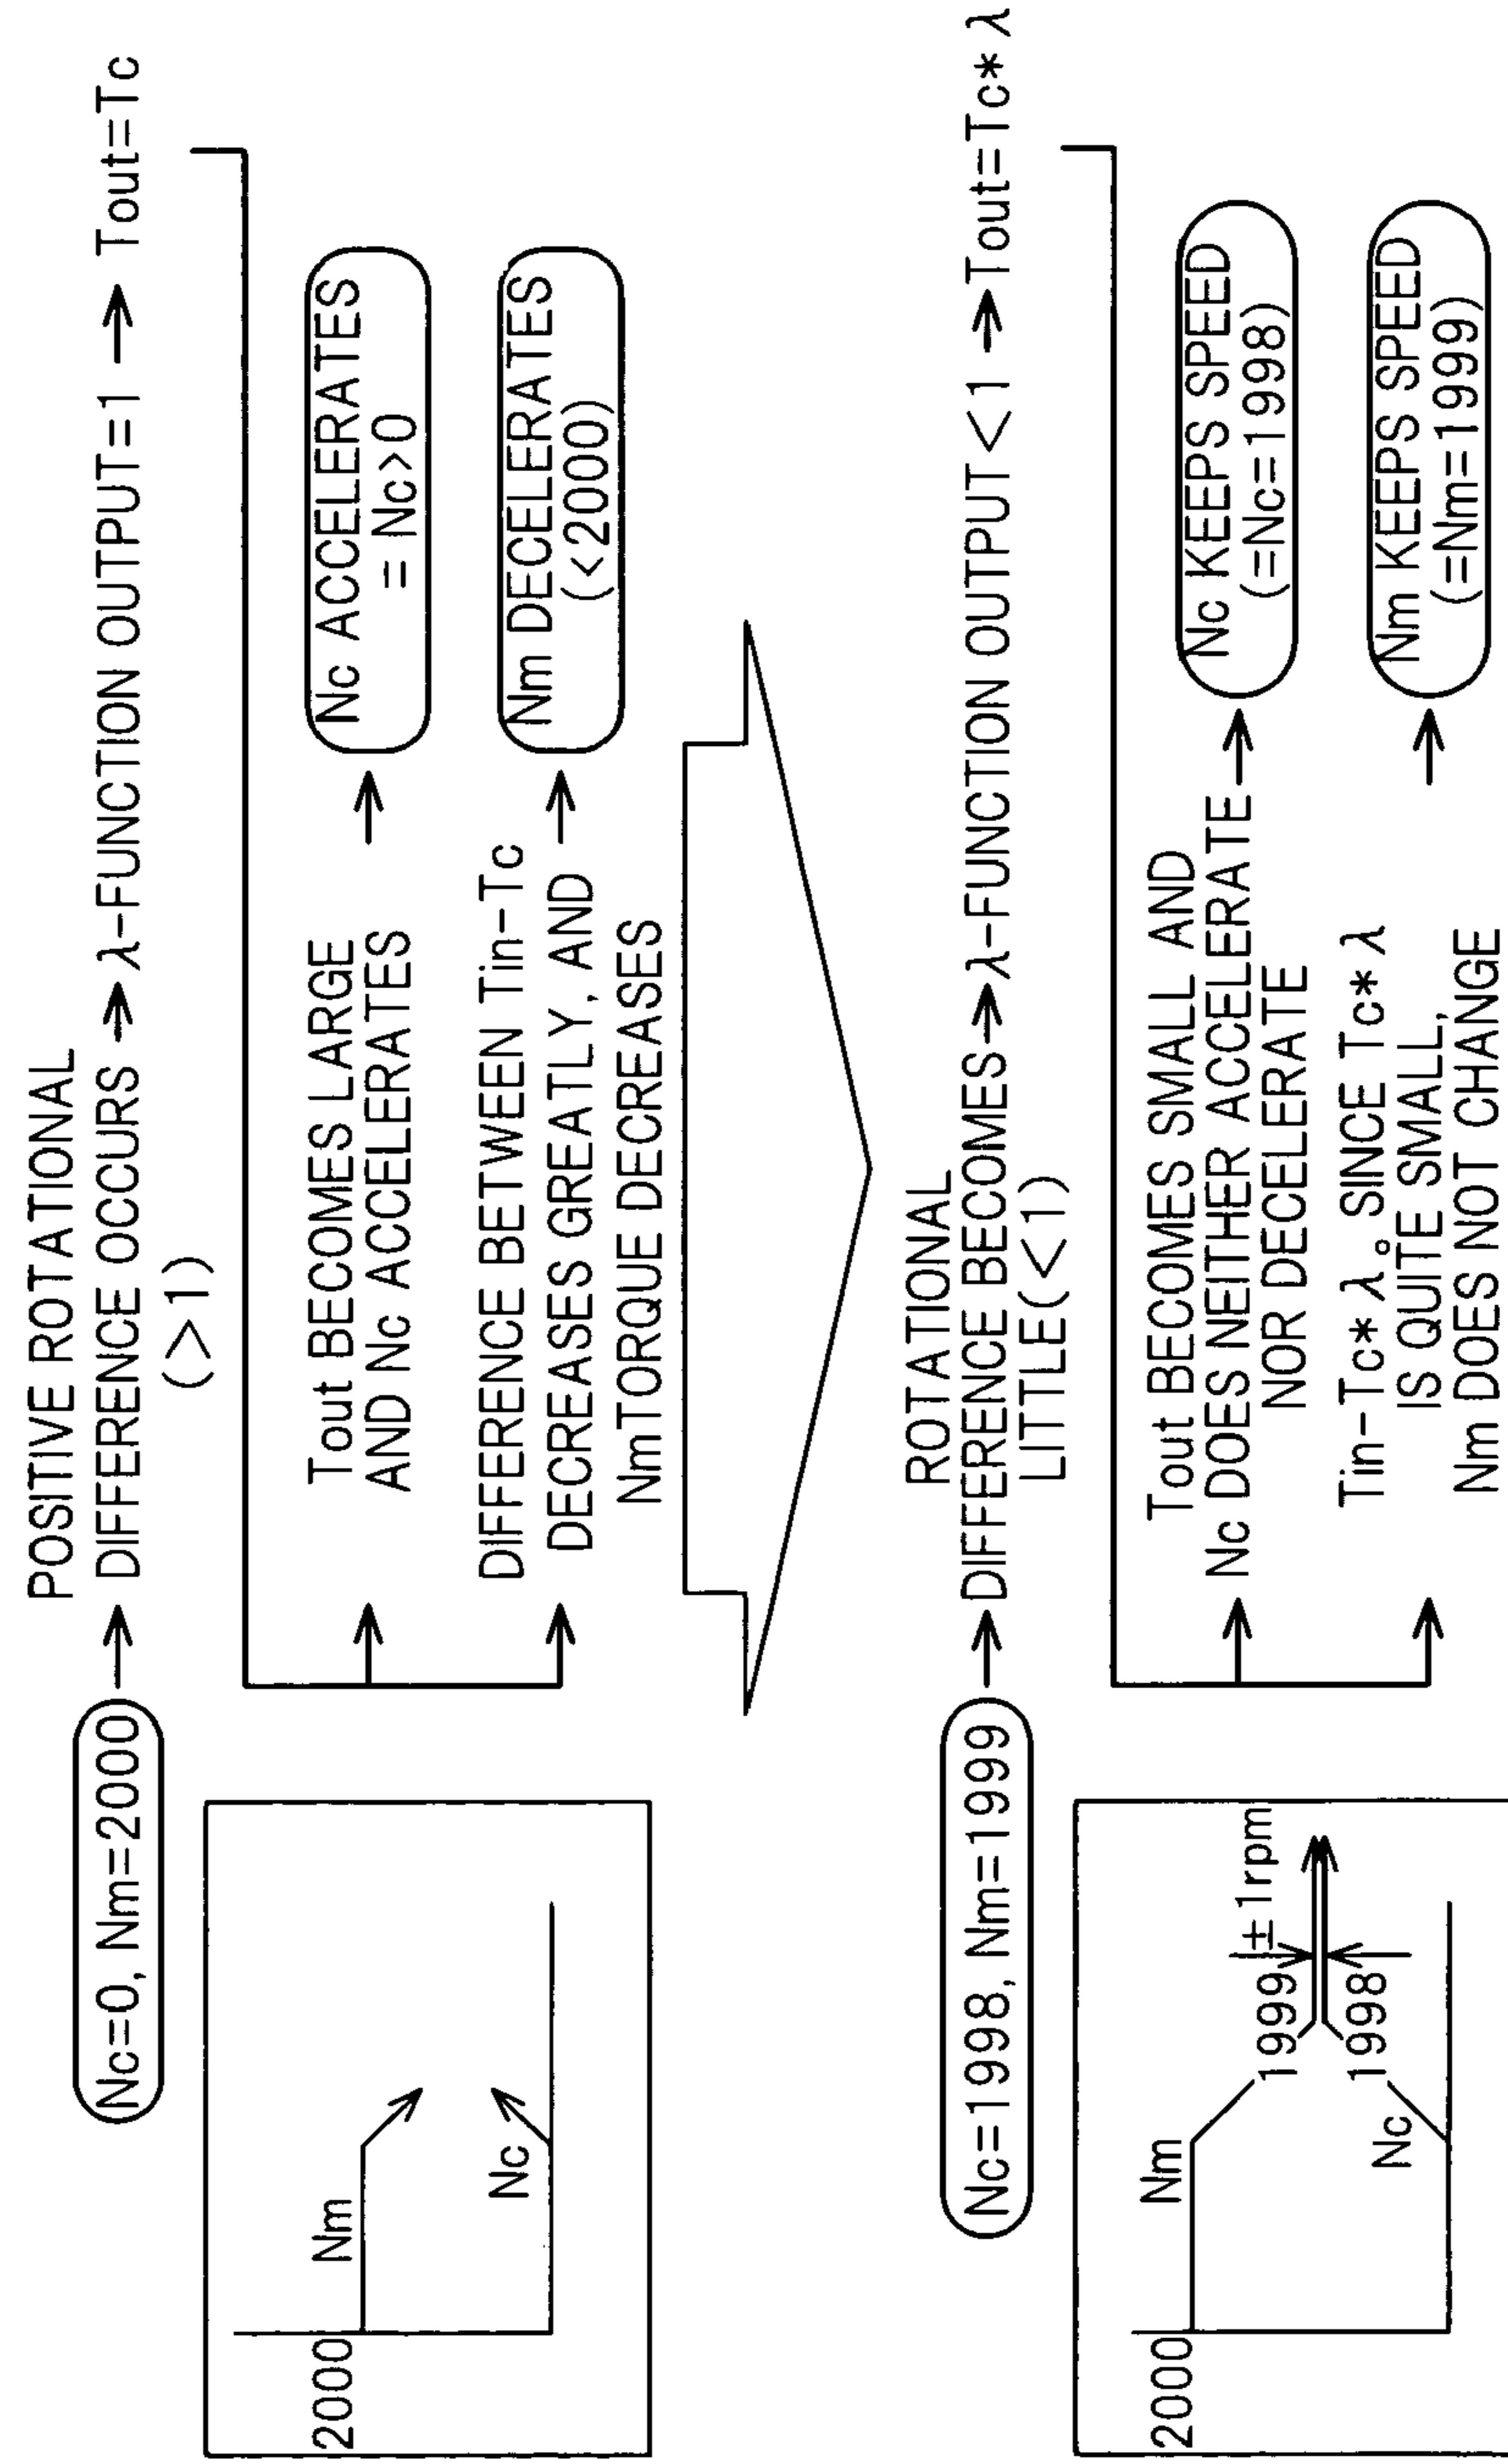 Nc=0, Nm=2000
POSITIVE ROTATIONAL
DIFFERENCE OCCURS
(>1)
λ-FUNCTION OUTPUT=1
Tout=Tc
2000
Nm
Nc
Tout BECOMES LARGE
AND Nc ACCELERATES
Nc ACCELERATES
= Nc>0
DIFFERENCE BETWEEN Tin-Tc
DECREASES GREATLY, AND
NmTORQUE DECREASES
Nm DECELERATES
(<2000)
Nc=1998, Nm=1999
ROTATIONAL
DIFFERENCE BECOMES
LITTLE(<1)
λ-FUNCTION OUTPUT<1
Tout=Tc*λ
2000
Nm
1999
±1rpm
1998
Nc
Tout BECOMES SMALL AND
Nc DOES NEITHER ACCELERATE
NOR DECELERATE
Nc KEEPS SPEED
(=Nc=1998)
Tin-Tc*λ。SINCE Tc*λ
IS QUITE SMALL,
Nm DOES NOT CHANGE
Nm KEEPS SPEED
(=Nm=1999)